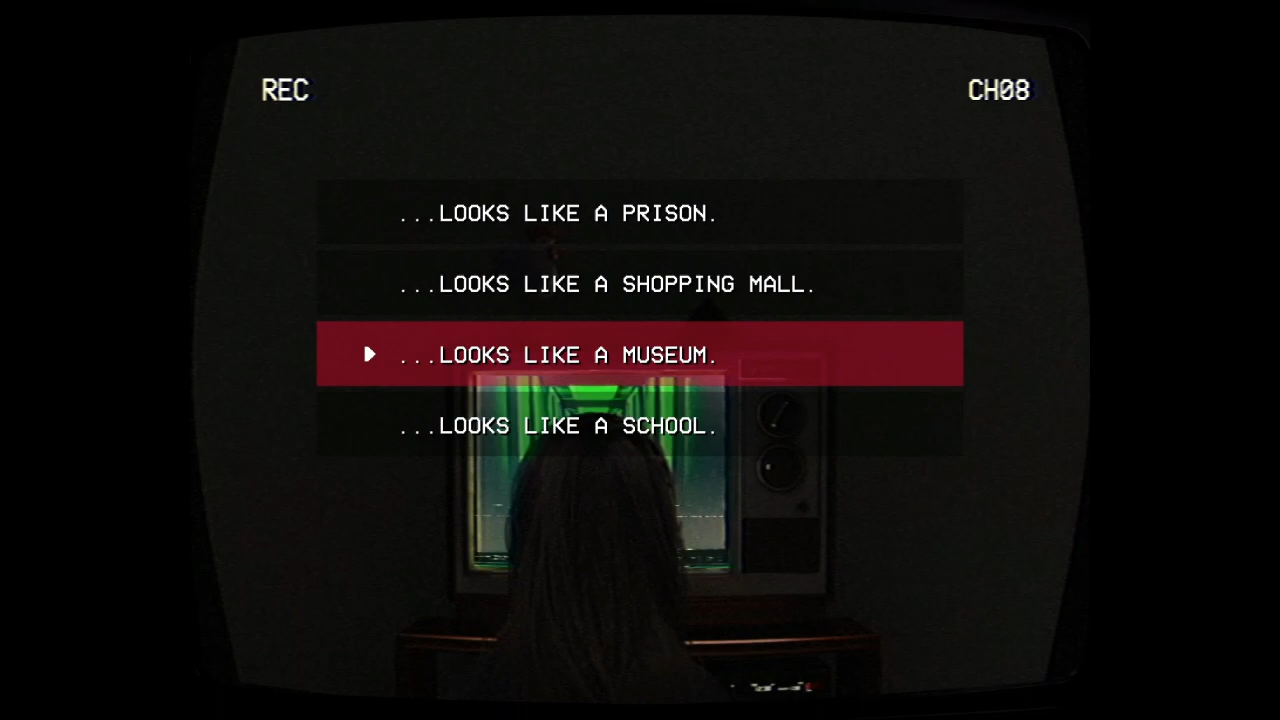 REC
CH08
...LOOKS LIKE A PRISON.
...LOOKS LIKE A SHOPPING MALL.
...LOOKS LIKE A MUSEUM.
...LOOKS LIKE A SCHOOL.